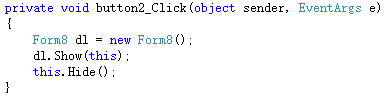 private void button2_Click(object sender, EventArgs e)
{
    Form8 dl = new Form8();
    dl.Show(this);
    this.Hide();
}